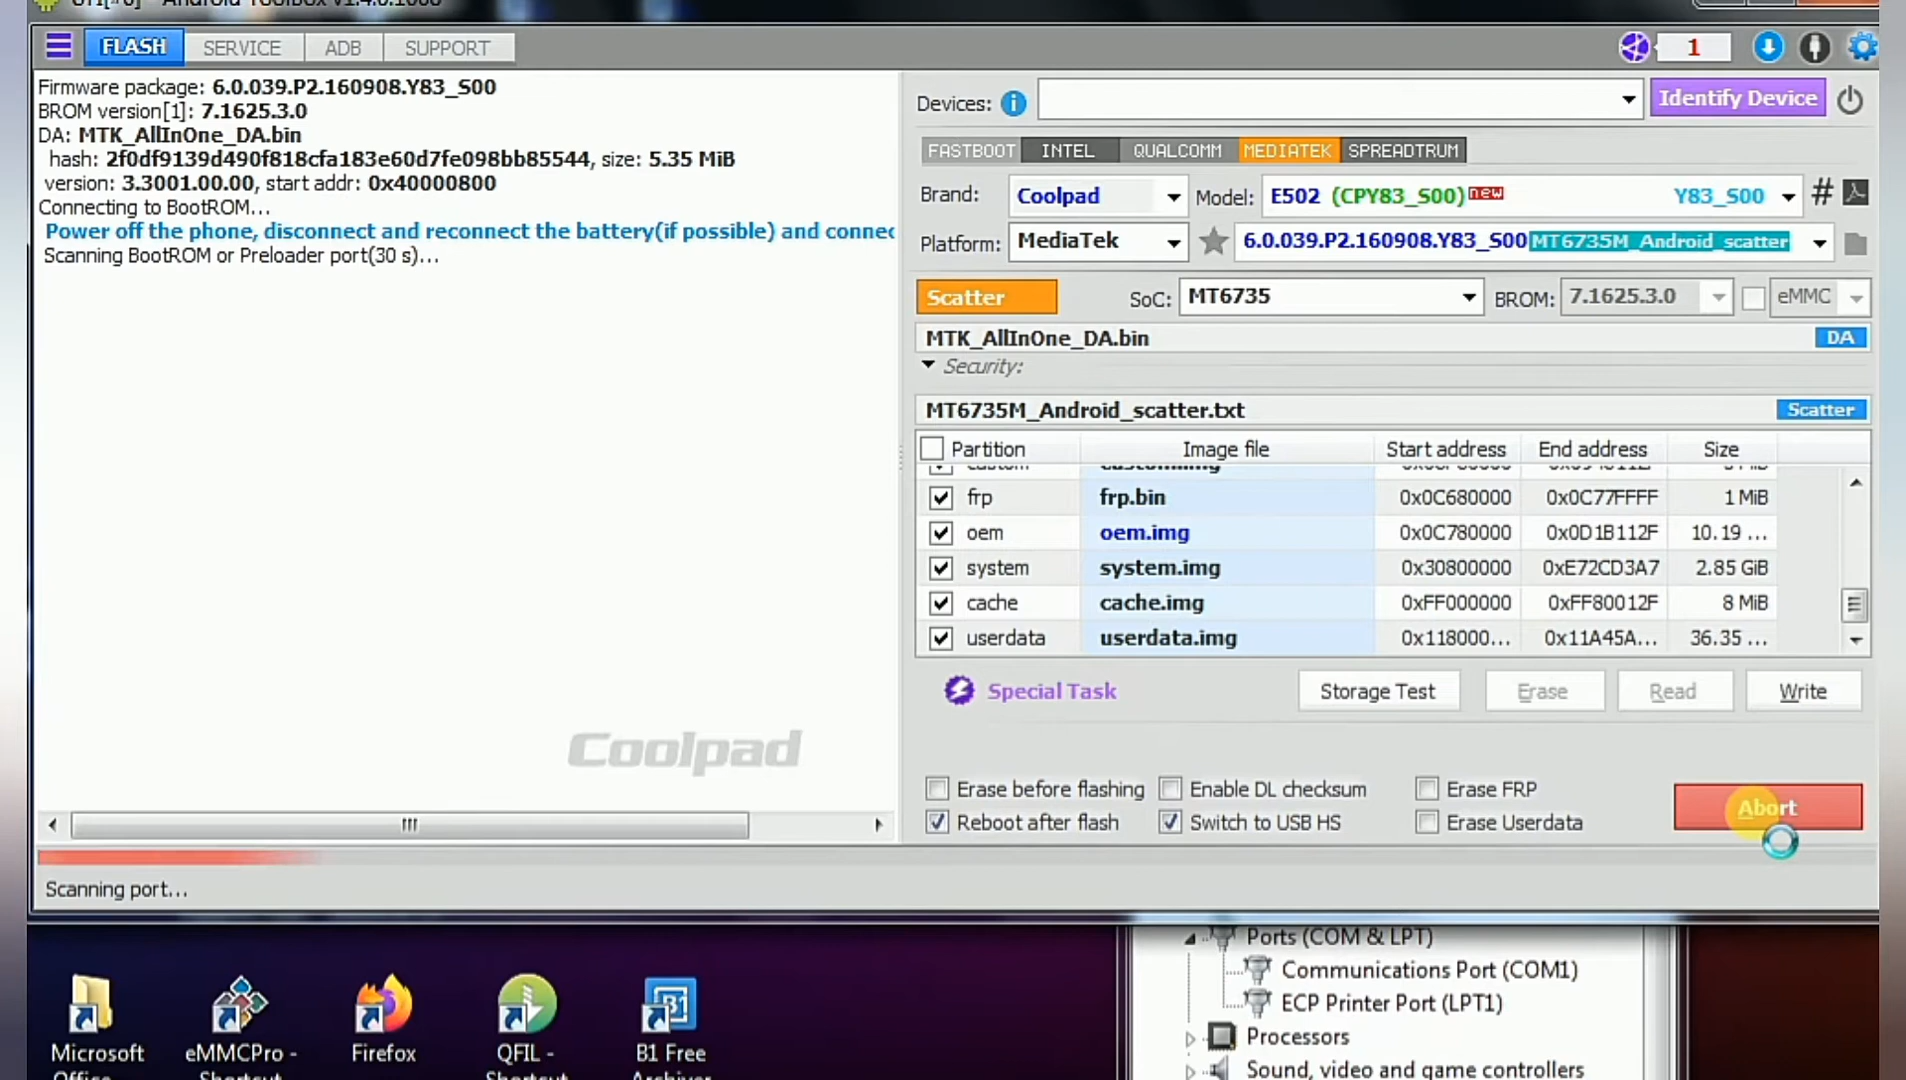 Android ToolBox v1.4.0.1068
FLASH SERVICE ADB SUPPORT 1
Firmware package: 6.0.039.P2.160908.Y83_S00
BROM version[1]: 7.1625.3.0
DA: MTK_AllInOne_DA.bin
hash: 2f0df9139d490f818cfa183e60d7fe098bb85544, size: 5.35 MiB
version: 3.3001.00.00, start addr: 0x40000800
Connecting to BootROM...
Power off the phone, disconnect and reconnect the battery(if possible) and connec
Scanning BootROM or Preloader port(30 s)...
Coolpad
Scanning port...
Devices: Identify Device
FASTBOOT INTEL QUALCOMM MEDIATEK SPREADTRUM
Brand: Coolpad Model: E502 (CPY83_S00) new Y83_S00 #
Platform: MediaTek 6.0.039.P2.160908.Y83_S00 MT6735M_Android_scatter
Scatter SoC: MT6735 BROM: 7.1625.3.0 eMMC
MTK_AllInOne_DA.bin DA
Security:
MT6735M_Android_scatter.txt Scatter
Partition Image file Start address End address Size
frp frp.bin 0x0C680000 0x0C77FFFF 1 MiB
oem oem.img 0x0C780000 0x0D1B112F 10.19 ...
system system.img 0x30800000 0xE72CD3A7 2.85 GiB
cache cache.img 0xFF000000 0xFF80012F 8 MiB
userdata userdata.img 0x118000... 0x11A45A... 36.35 ...
Special Task Storage Test Erase Read Write
Erase before flashing Enable DL checksum Erase FRP
Reboot after flash Switch to USB HS Erase Userdata
Abort
Ports (COM & LPT)
Communications Port (COM1)
ECP Printer Port (LPT1)
Processors
Sound, video and game controllers
Microsoft Office...
eMMCPro - Shortcut
Firefox
QFIL - Shortcut
B1 Free Archiver